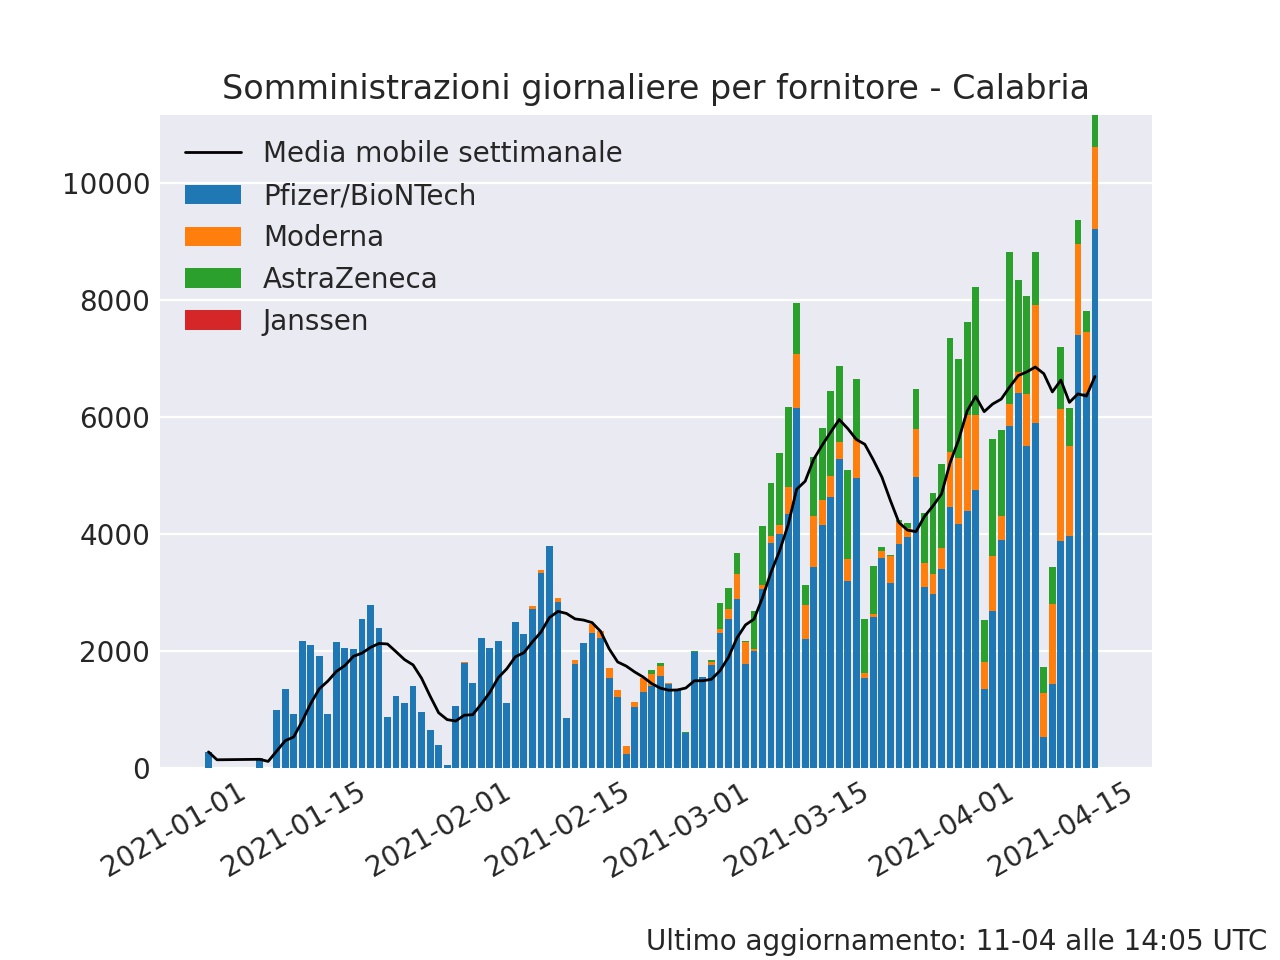 Somministrazioni giornaliere per fornitore - Calabria
Media mobile settimanale
Pfizer/BioNTech
Moderna
AstraZeneca
Janssen
10000
8000
6000
4000
2000
0
2021-01-01
2021-01-15
2021-02-01
2021-02-15
2021-03-01
2021-03-15
2021-04-01
2021-04-15
Ultimo aggiornamento: 11-04 alle 14:05 UTC